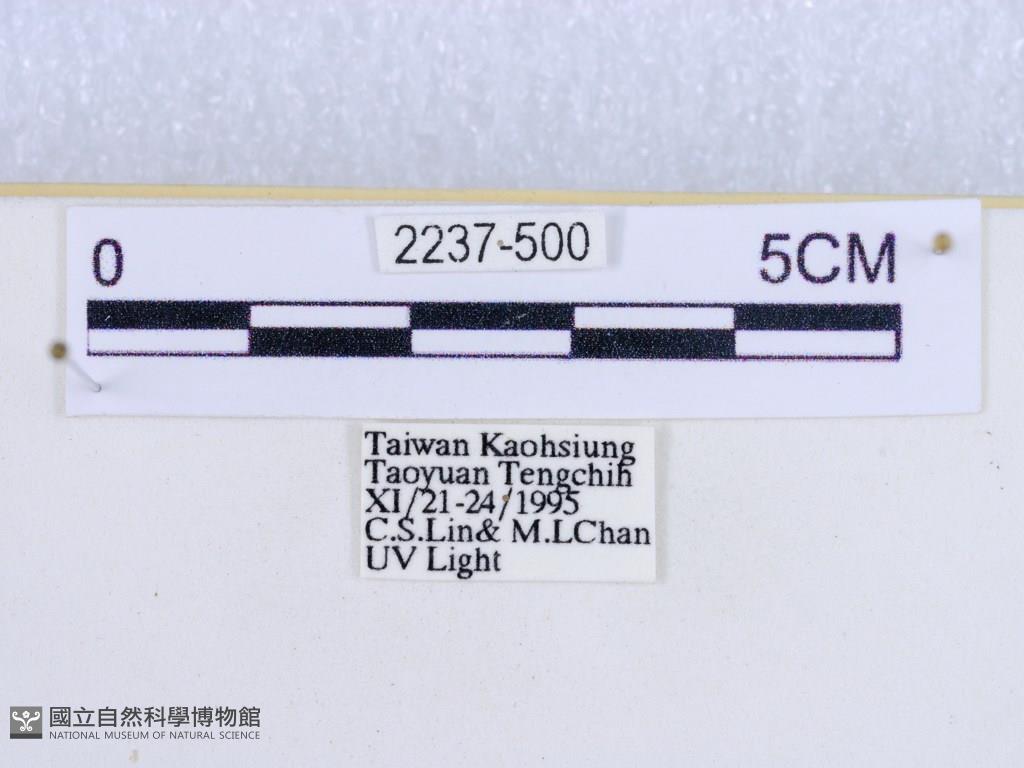 0
2237-500
5CM
Taiwan Kaohsiung
Taoyuan Tengchih
XI/21-24/1995
C.S.Lin& M.LChan
UV Light
國立自然科學博物館
NATIONAL MUSEUM OF NATURAL SCIENCE